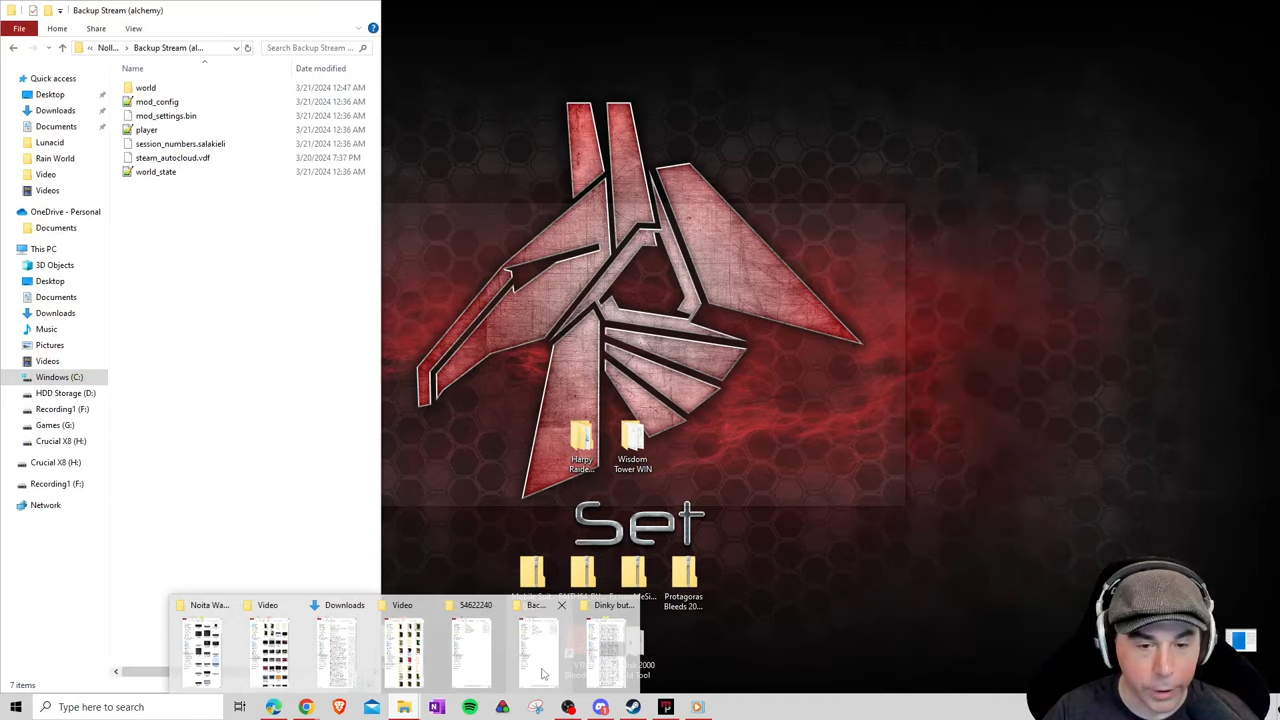 Backup Stream (alchemy)
File Home Share View
« Noll... Backup Stream (al... Search Backup Stream ...
Name Date modified
Quick access
Desktop
Downloads
Documents
Lunacid
Rain World
Video
Videos
OneDrive - Personal
Documents
This PC
3D Objects
Desktop
Documents
Downloads
Music
Pictures
Videos
Windows (C:)
HDD Storage (D:)
Recording1 (F:)
Games (G:)
Crucial X8 (H:)
Crucial X8 (H:)
Recording1 (F:)
Network
world 3/21/2024 12:47 AM
mod_config 3/21/2024 12:36 AM
mod_settings.bin 3/21/2024 12:36 AM
player 3/21/2024 12:36 AM
session_numbers.salakieli 3/21/2024 12:36 AM
steam_autocloud.vdf 3/20/2024 7:37 PM
world_state 3/21/2024 12:36 AM
Harpy
Raide...
Wisdom
Tower WIN
Set
Protagoras
Bleeds 20...
Noita Wa... Video Downloads Video 54622240 Bac... Dinky but...
7 items
Type here to search